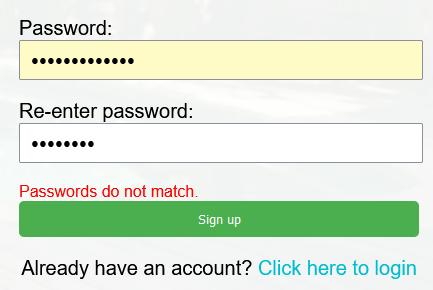 Password:
•••••••••••••
Re-enter password:
••••••••
Passwords do not match.
Sign up
Already have an account? Click here to login